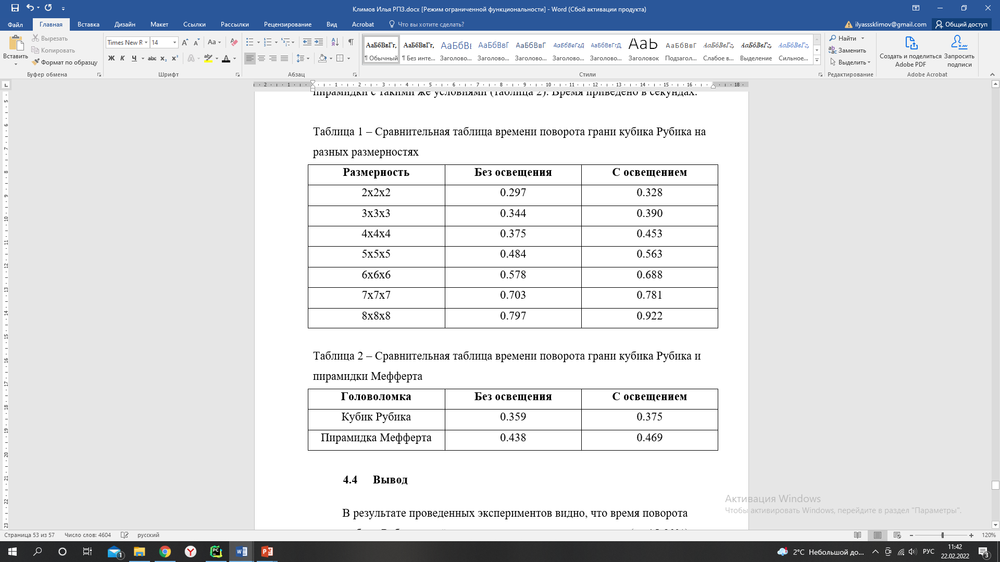 Климов Илья РПЗ.docx [Режим ограниченной функциональности] - Word (Сбой активации продукта)
Файл Главная Вставка Дизайн Макет Ссылки Рассылки Рецензирование Вид Acrobat Что вы хотите сделать? ilyasssklimov@gmail.com Общий доступ
Вставить
Вырезать
Копировать
Формат по образцу
Буфер обмена
Times New R 14
Ж К Ч abc x₂ x²
Шрифт
Абзац
АаБбВвГг, АаБбВвГг, АаБбВв АаБбВвГ АаБбВвГ АаБбВвГгД АаБбВвГгД, АаЬ АаБбВвГ АаБбВвГг, АаБбВвГг, АаБбВвГг,
¶ Обычный ¶ Без инте... Заголово... Заголово... Заголово... Заголово... Заголово... Заголовок Подзагол... Слабое в... Выделение Сильное...
Стили
Найти
Заменить
Выделить
Редактирование
Создать и поделиться Adobe PDF
Запросить подписи
Adobe Acrobat
пирамидки с такими же условиями (таблица 2). Время приведено в секундах.
Таблица 1 – Сравнительная таблица времени поворота грани кубика Рубика на
разных размерностях
Размерность Без освещения С освещением
2x2x2 0.297 0.328
3x3x3 0.344 0.390
4x4x4 0.375 0.453
5x5x5 0.484 0.563
6x6x6 0.578 0.688
7x7x7 0.703 0.781
8x8x8 0.797 0.922
Таблица 2 – Сравнительная таблица времени поворота грани кубика Рубика и
пирамидки Мефферта
Головоломка Без освещения С освещением
Кубик Рубика 0.359 0.375
Пирамидка Мефферта 0.438 0.469
4.4 Вывод
В результате проведенных экспериментов видно, что время поворота
Активация Windows
Чтобы активировать Windows, перейдите в раздел "Параметры".
Страница 53 из 57 Число слов: 4604 русский 120%
2°C Небольшой до... РУС 11:42
22.02.2022